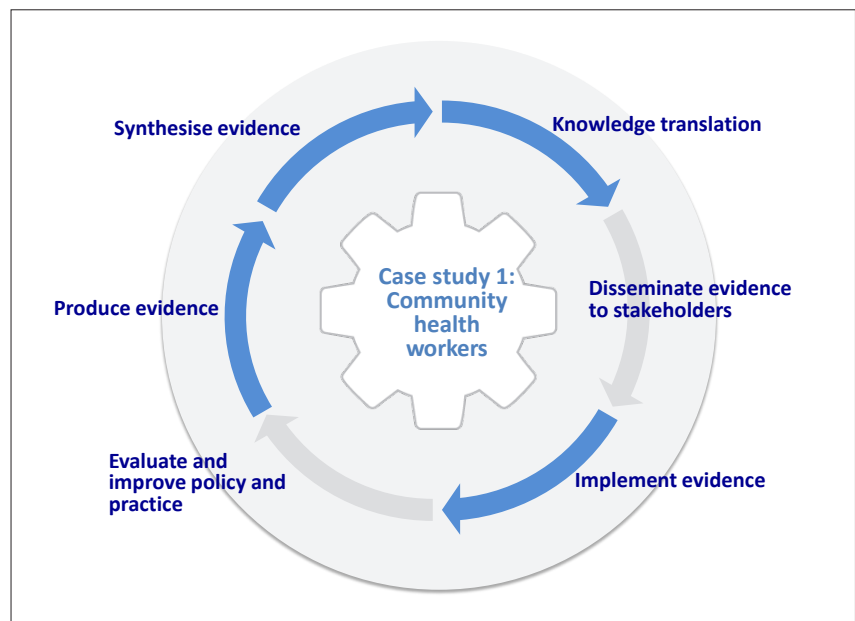 Synthesise evidence
Knowledge translation
Case study 1:
Community
health
workers
Produce evidence
Disseminate evidence
to stakeholders
Evaluate and
improve policy and
practice
Implement evidence